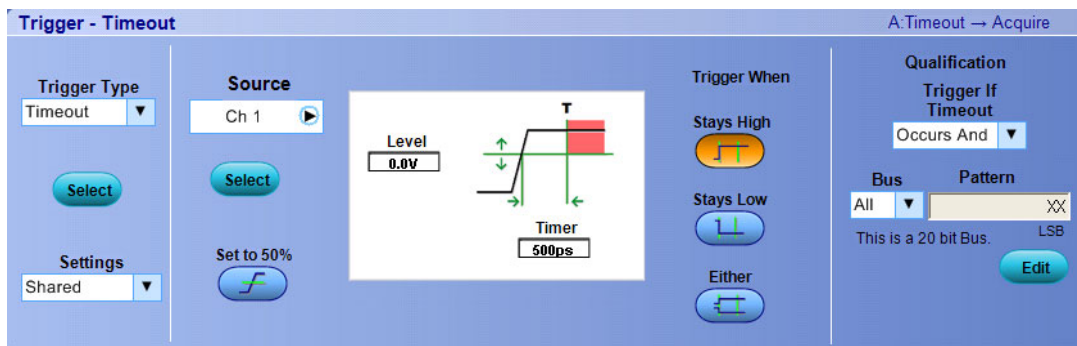 Trigger - Timeout
A:Timeout → Acquire
Trigger Type
Timeout
Select
Settings
Shared
Source
Ch 1
Select
Set to 50%
Level
0.0V
T
Timer
500ps
Trigger When
Stays High
Stays Low
Either
Qualification
Trigger If
Timeout
Occurs And
Bus
Pattern
All
XX
This is a 20 bit Bus.
LSB
Edit